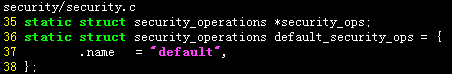 security/security.c
35 static struct security_operations *security_ops;
36 static struct security_operations default_security_ops = {
37         .name   = "default",
38 };